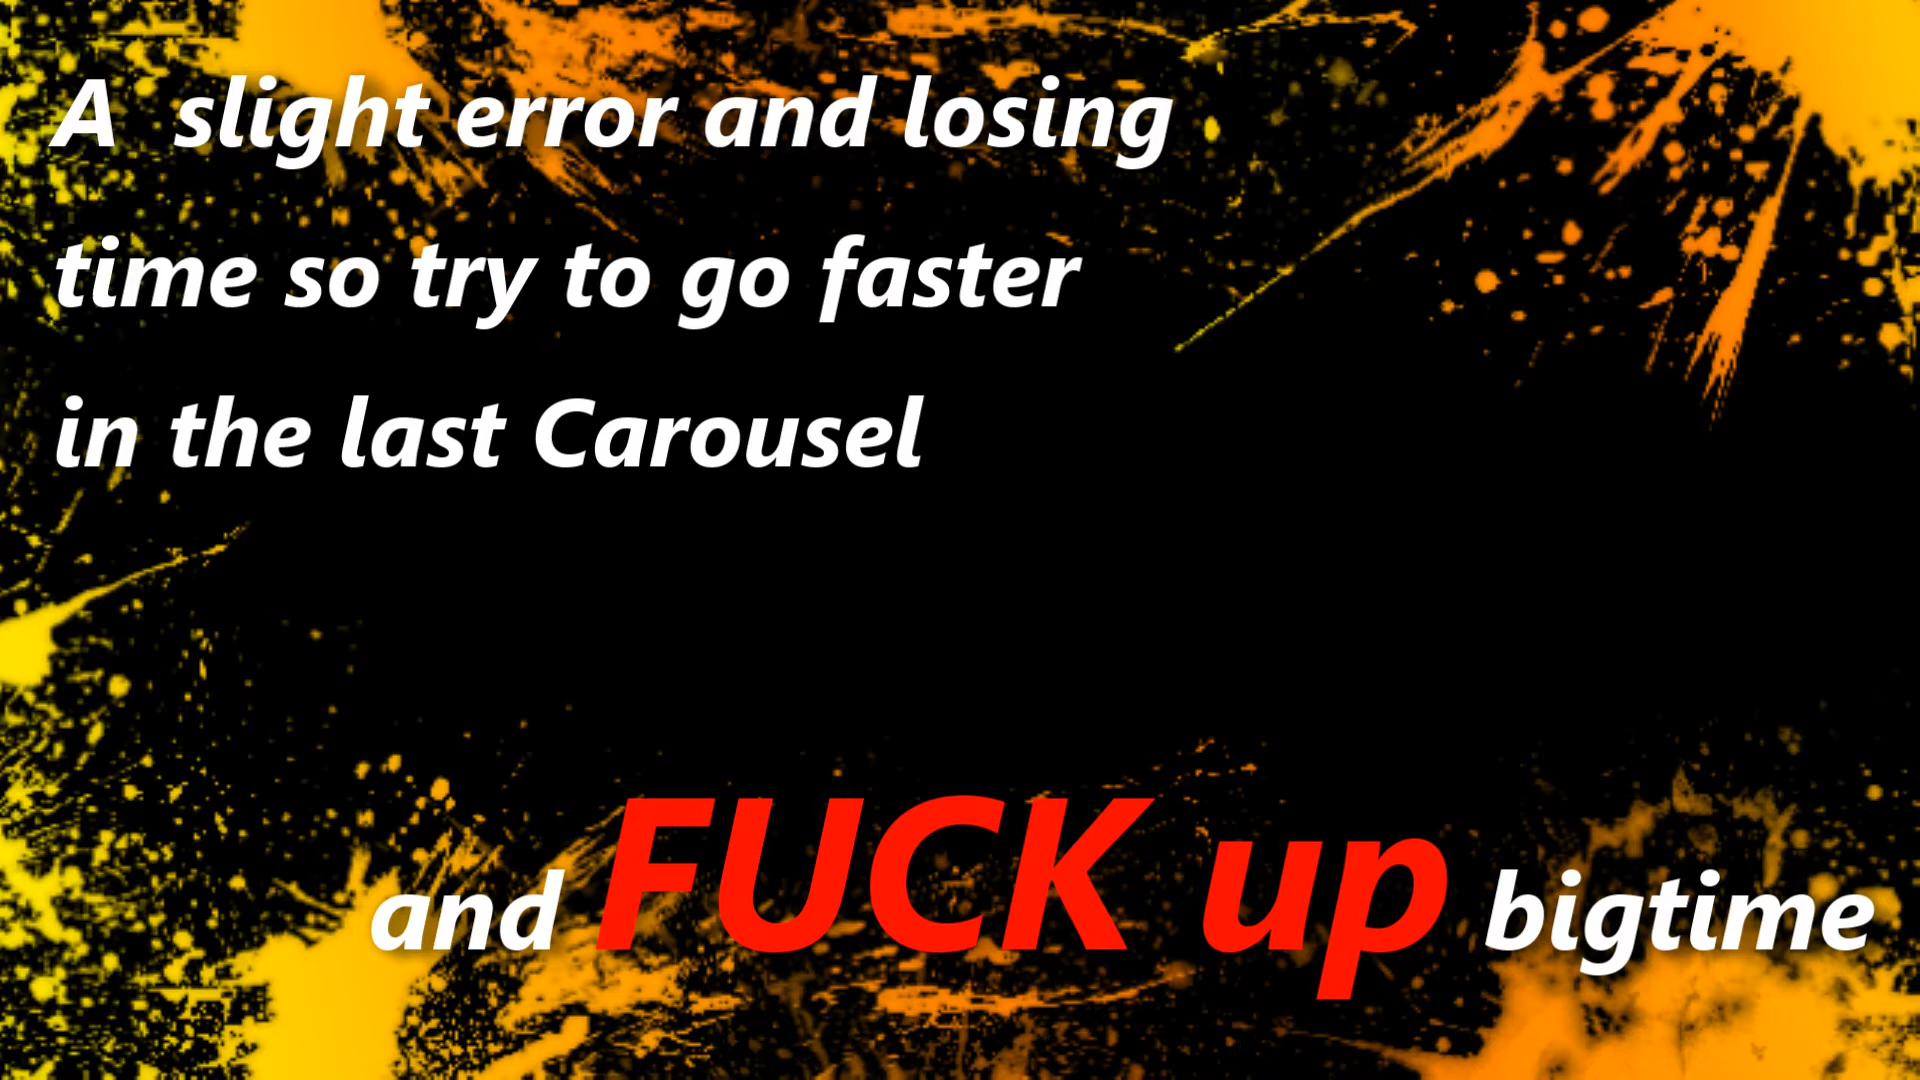 A  slight error and losing
time so try to go faster
in the last Carousel
and FUCK up bigtime